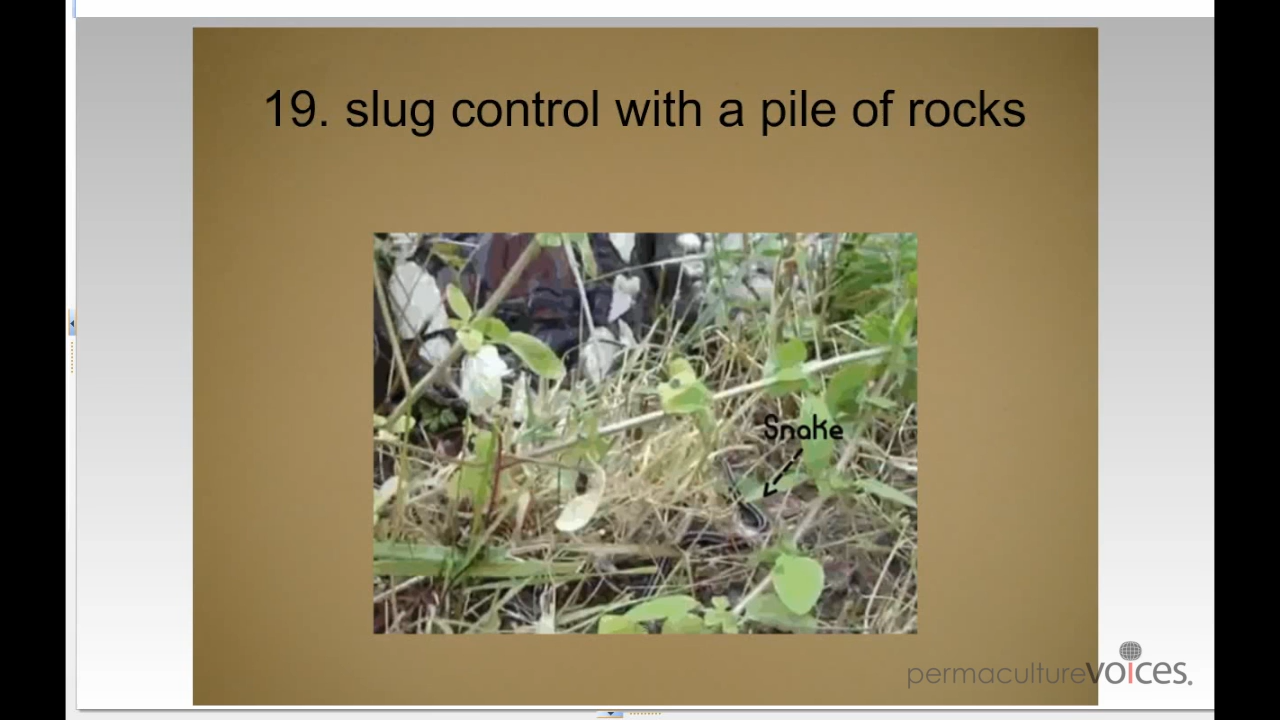 19. slug control with a pile of rocks
Snake
permaculturevoices.